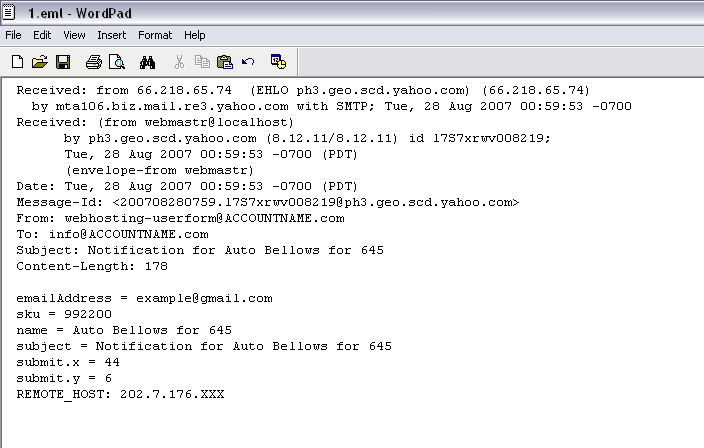 1.eml - WordPad
File Edit View Insert Format Help
Received: from 66.218.65.74  (EHLO ph3.geo.scd.yahoo.com) (66.218.65.74)
  by mta106.biz.mail.re3.yahoo.com with SMTP; Tue, 28 Aug 2007 00:59:53 -0700
Received: (from webmastr@localhost)
      by ph3.geo.scd.yahoo.com (8.12.11/8.12.11) id l7S7xrwv008219;
      Tue, 28 Aug 2007 00:59:53 -0700 (PDT)
      (envelope-from webmastr)
Date: Tue, 28 Aug 2007 00:59:53 -0700 (PDT)
Message-Id: <200708280759.l7S7xrwv008219@ph3.geo.scd.yahoo.com>
From: webhosting-userform@ACCOUNTNAME.com
To: info@ACCOUNTNAME.com
Subject: Notification for Auto Bellows for 645
Content-Length: 178
emailAddress = example@gmail.com
sku = 992200
name = Auto Bellows for 645
subject = Notification for Auto Bellows for 645
submit.x = 44
submit.y = 6
REMOTE_HOST: 202.7.176.XXX